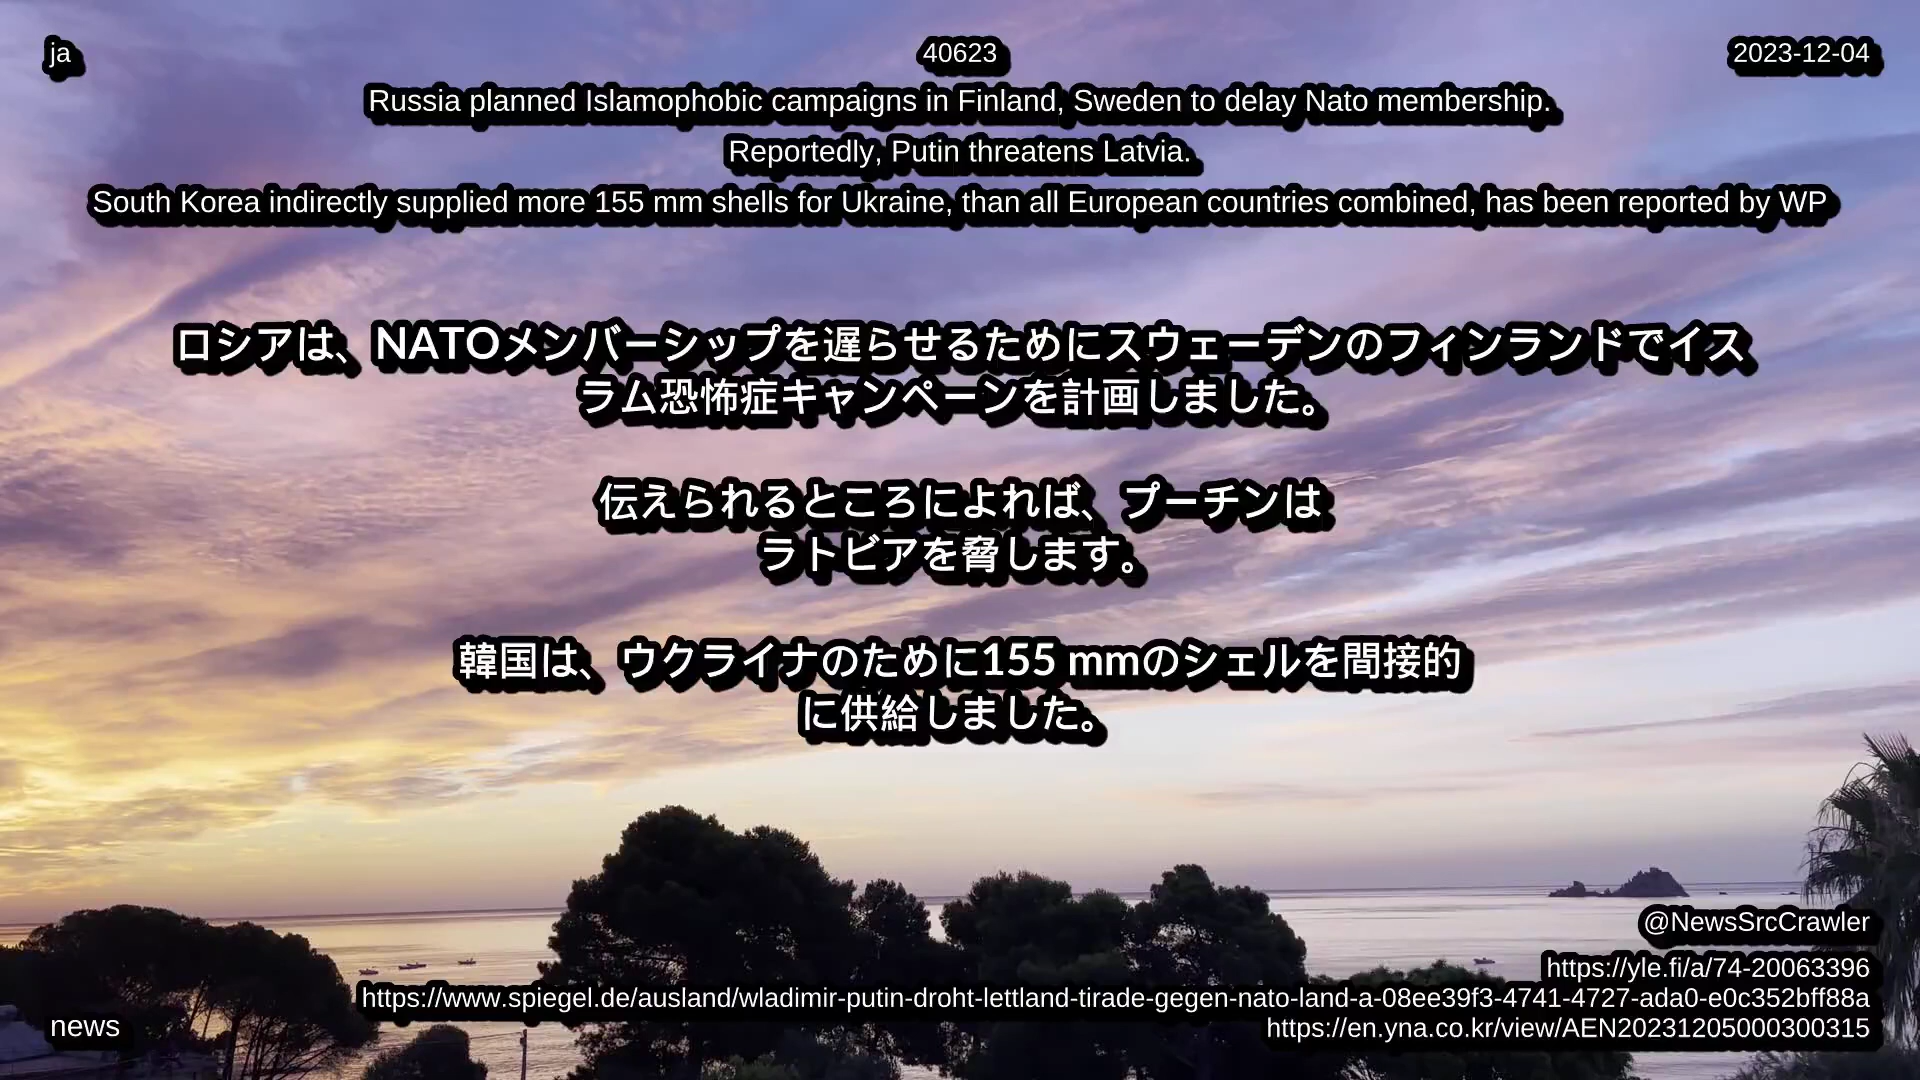 ja
40623
2023-12-04
Russia planned Islamophobic campaigns in Finland, Sweden to delay Nato membership.
Reportedly, Putin threatens Latvia.
South Korea indirectly supplied more 155 mm shells for Ukraine, than all European countries combined, has been reported by WP
ロシアは、NATOメンバーシップを遅らせるためにスウェーデンのフィンランドでイス
ラム恐怖症キャンペーンを計画しました。
伝えられるところによれば、プーチンは
ラトビアを脅します。
韓国は、ウクライナのために155 mmのシェルを間接的
に供給しました。
@NewsSrcCrawler
https://yle.fi/a/74-20063396
https://www.spiegel.de/ausland/wladimir-putin-droht-lettland-tirade-gegen-nato-land-a-08ee39f3-4741-4727-ada0-e0c352bff88a
https://en.yna.co.kr/view/AEN20231205000300315
news